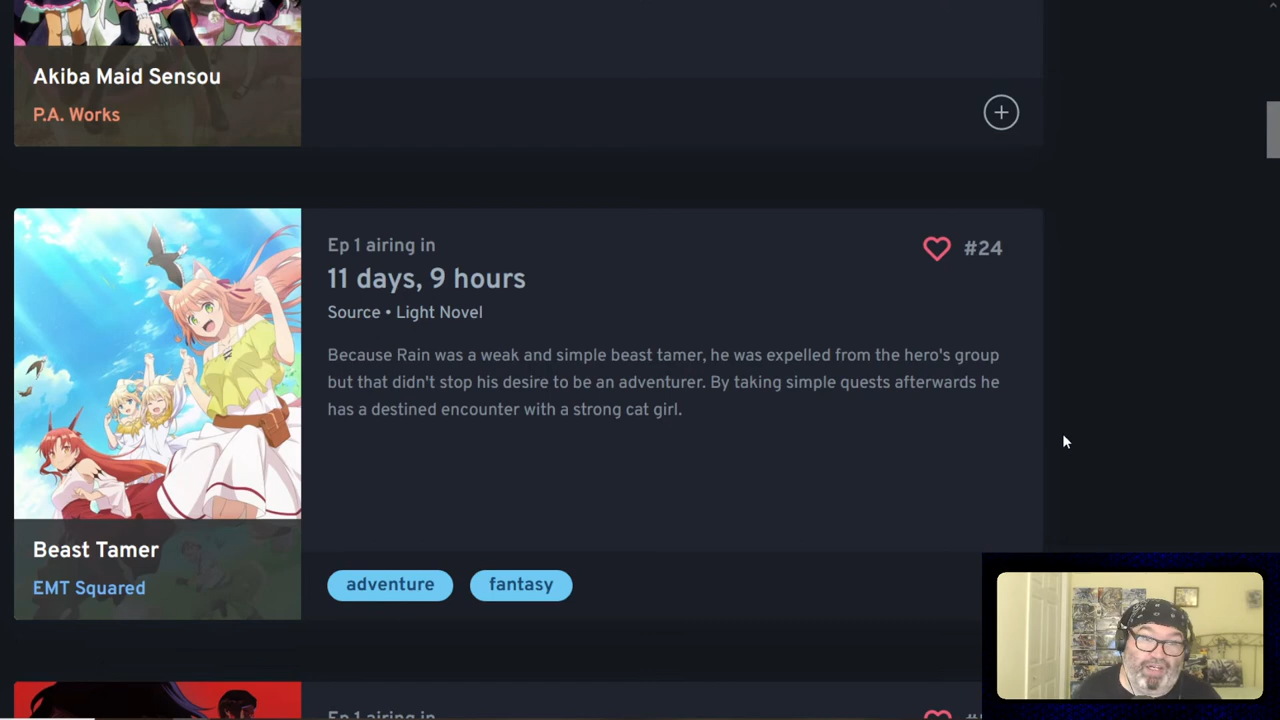 Akiba Maid Sensou
P.A. Works
Ep 1 airing in
#24
11 days, 9 hours
Source • Light Novel
Because Rain was a weak and simple beast tamer, he was expelled from the hero's group
but that didn't stop his desire to be an adventurer. By taking simple quests afterwards he
has a destined encounter with a strong cat girl.
Beast Tamer
EMT Squared
adventure fantasy
Ep 1 airing in